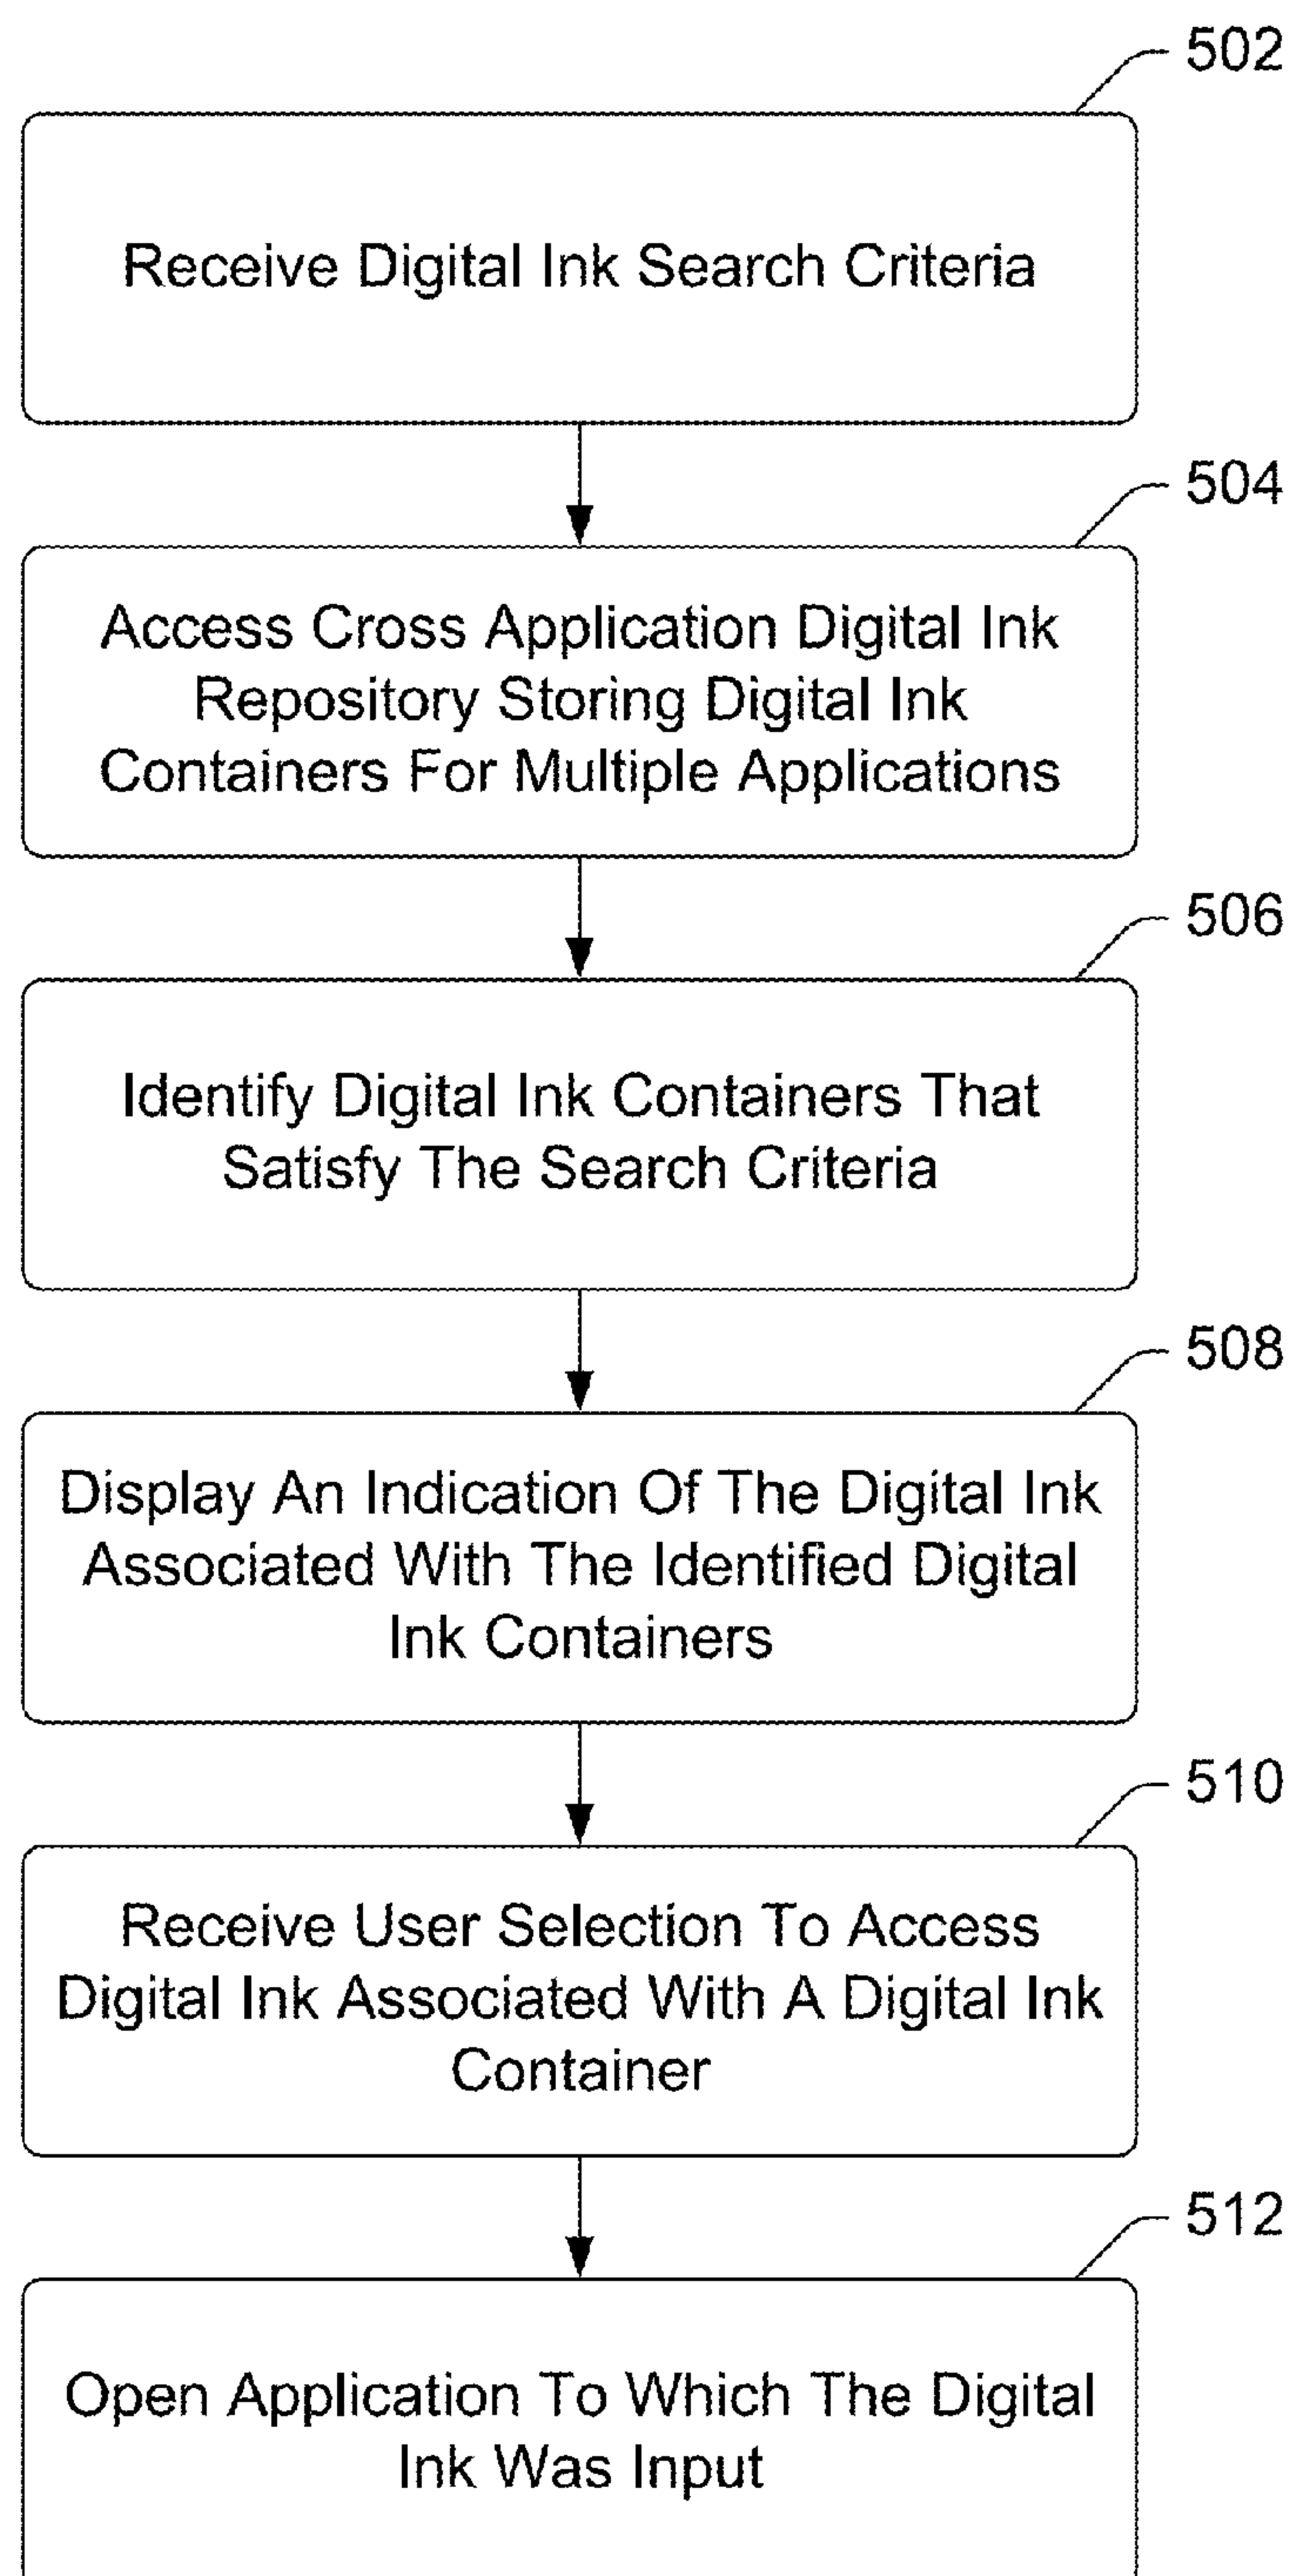 502
Receive Digital Ink Search Criteria
504
Access Cross Application Digital Ink
Repository Storing Digital Ink
Containers For Multiple Applications
506
Identify Digital Ink Containers That
Satisfy The Search Criteria
508
Display An Indication Of The Digital Ink
Associated With The Identified Digital
Ink Containers
510
Receive User Selection To Access
Digital Ink Associated With A Digital Ink
Container
512
Open Application To Which The Digital
Ink Was Input